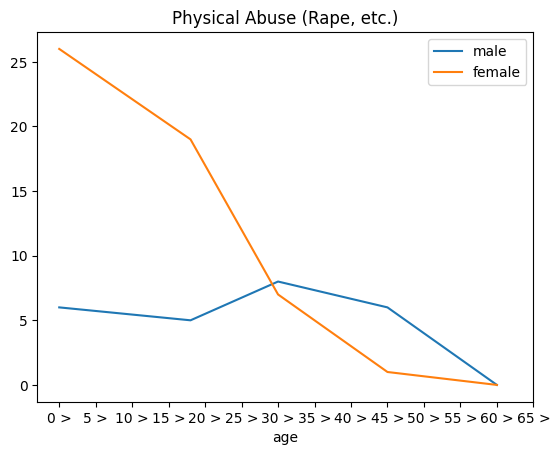 Physical Abuse (Rape, etc.)
male
female
25
20
15
10
5
0
0 > 5 > 10 > 15 > 20 > 25 > 30 > 35 > 40 > 45 > 50 > 55 > 60 > 65 >
age